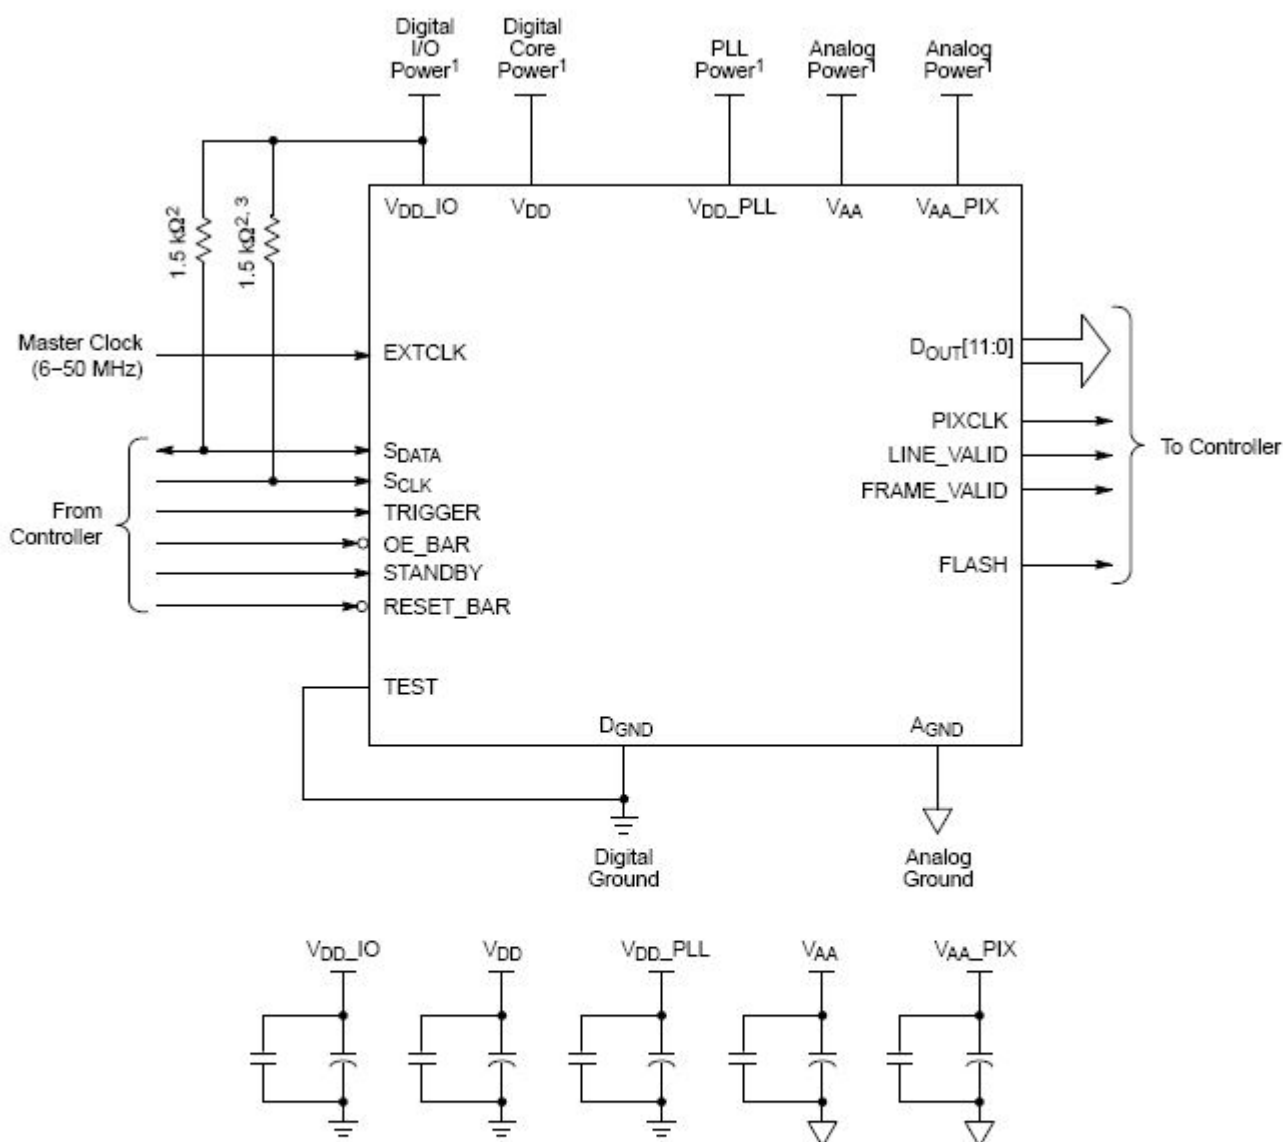 Digital
I/O
Power1
Digital
Core
Power1
PLL
Power1
Analog
Power1
Analog
Power1
1.5 kΩ2
1.5 kΩ2, 3
VDD_IO
VDD
VDD_PLL
VAA
VAA_PIX
Master Clock
(6–50 MHz)
EXTCLK
From
Controller
SDATA
SCLK
TRIGGER
OE_BAR
STANDBY
RESET_BAR
TEST
DOUT[11:0]
PIXCLK
LINE_VALID
FRAME_VALID
FLASH
To Controller
DGND
AGND
Digital
Ground
Analog
Ground
VDD_IO
VDD
VDD_PLL
VAA
VAA_PIX